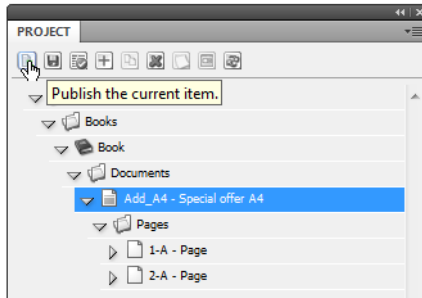 PROJECT
Publish the current item.
Books
Book
Documents
Add_A4 - Special offer A4
Pages
1-A - Page
2-A - Page